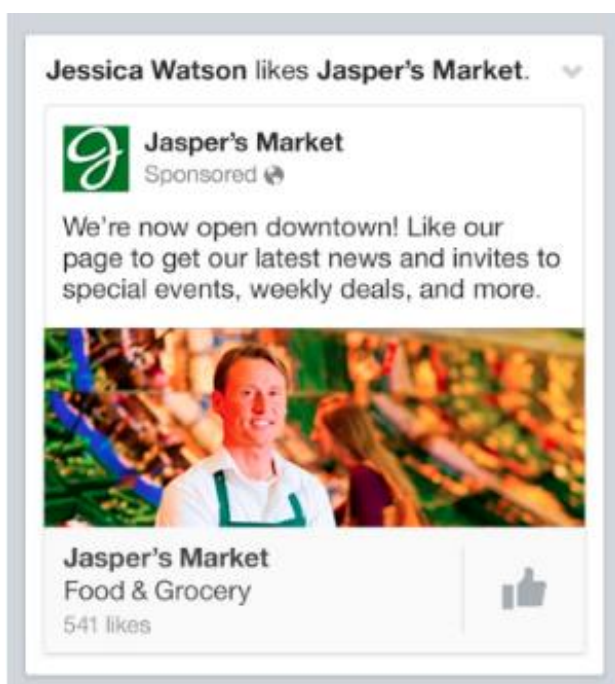 Jessica Watson likes Jasper's Market.
Jasper's Market
Sponsored
We're now open downtown! Like our
page to get our latest news and invites to
special events, weekly deals, and more.
Jasper's Market
Food & Grocery
541 likes